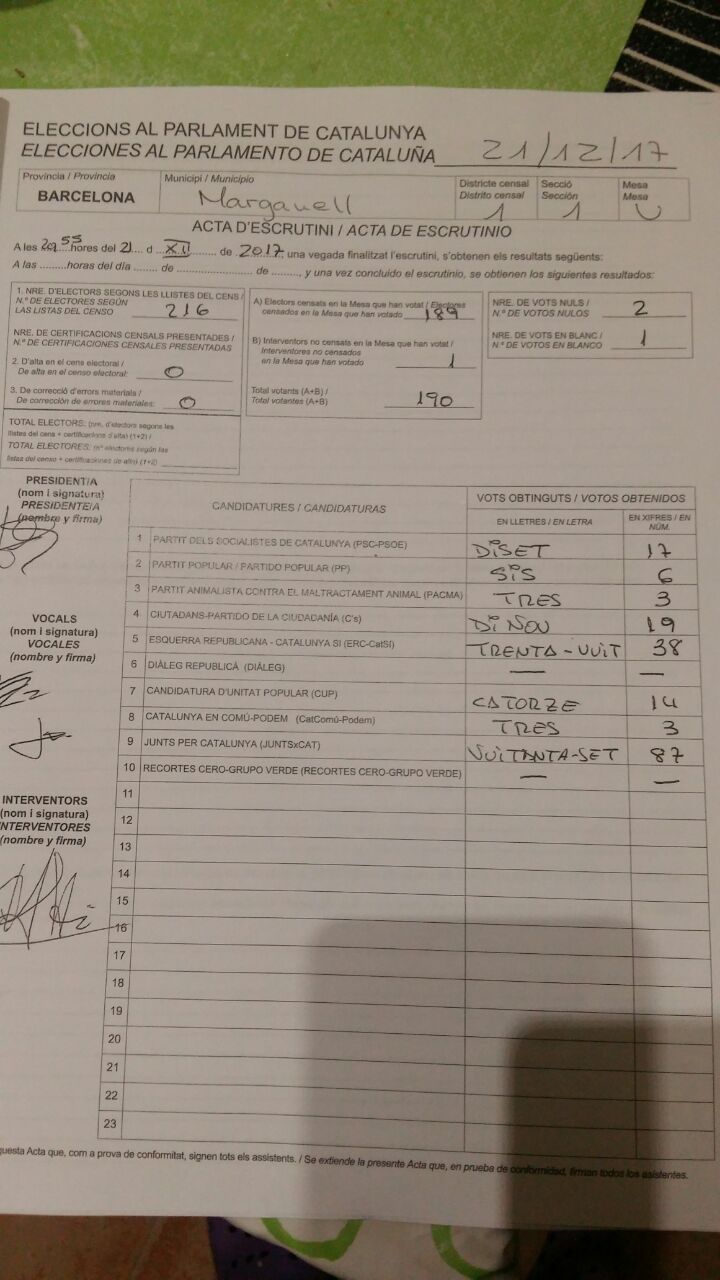 ELECCIONS AL PARLAMENT DE CATALUNYA
ELECCIONES AL PARLAMENTO DE CATALUÑA 21/12/17
Província / Provincia
BARCELONA
Municipi / Municipio
Marganell
Districte censal
Distrito censal
1
Secció
Sección
1
Mesa
Mesa
U
ACTA D'ESCRUTINI / ACTA DE ESCRUTINIO
A les 20,55 hores del 21 d XII de 2017, una vegada finalitzat l'escrutini, s'obtenen els resultats següents:
A las .........horas del día ....... de ........................ de ........, y una vez concluido el escrutinio, se obtienen los siguientes resultados:
1. NRE. D'ELECTORS SEGONS LES LLISTES DEL CENS /
N.º DE ELECTORES SEGÚN
LAS LISTAS DEL CENSO 216
NRE. DE CERTIFICACIONS CENSALS PRESENTADES /
N.º DE CERTIFICACIONES CENSALES PRESENTADAS
2. D'alta en el cens electoral /
De alta en el censo electoral: 0
3. De correcció d'errors materials /
De corrección de errores materiales: 0
TOTAL ELECTORS: (nre. d'electors segons les
llistes del cens + certificacions d'alta) (1+2) /
TOTAL ELECTORES: (nº electores según las
listas del censo + certificaciones de alta) (1+2)
A) Electors censats en la Mesa que han votat / Electores
censados en la Mesa que han votado 189
B) Interventors no censats en la Mesa que han votat /
Interventores no censados
en la Mesa que han votado 1
Total votants (A+B) /
Total votantes (A+B) 190
NRE. DE VOTS NULS /
N.º DE VOTOS NULOS 2
NRE. DE VOTS EN BLANC /
N.º DE VOTOS EN BLANCO 1
PRESIDENT/A
(nom i signatura)
PRESIDENTE/A
(nombre y firma)
VOCALS
(nom i signatura)
VOCALES
(nombre y firma)
INTERVENTORS
(nom i signatura)
INTERVENTORES
(nombre y firma)
CANDIDATURES / CANDIDATURAS
VOTS OBTINGUTS / VOTOS OBTENIDOS
EN LLETRES / EN LETRA
EN XIFRES / EN NÚM.
1 PARTIT DELS SOCIALISTES DE CATALUNYA (PSC-PSOE) DISET 17
2 PARTIT POPULAR / PARTIDO POPULAR (PP) SIS 6
3 PARTIT ANIMALISTA CONTRA EL MALTRACTAMENT ANIMAL (PACMA) TRES 3
4 CIUTADANS-PARTIDO DE LA CIUDADANÍA (C's) DINOU 19
5 ESQUERRA REPUBLICANA - CATALUNYA SI (ERC-CatSí) TRENTA-VUIT 38
6 DIÀLEG REPUBLICÀ (DIÀLEG) — —
7 CANDIDATURA D'UNITAT POPULAR (CUP) CATORZE 14
8 CATALUNYA EN COMÚ-PODEM (CatComú-Podem) TRES 3
9 JUNTS PER CATALUNYA (JUNTSxCAT) VUITANTA-SET 87
10 RECORTES CERO-GRUPO VERDE (RECORTES CERO-GRUPO VERDE) — —
11
12
13
14
15
16
17
18
19
20
21
22
23
questa Acta que, com a prova de conformitat, signen tots els assistents. / Se extiende la presente Acta que, en prueba de conformidad, firman todos los asistentes.